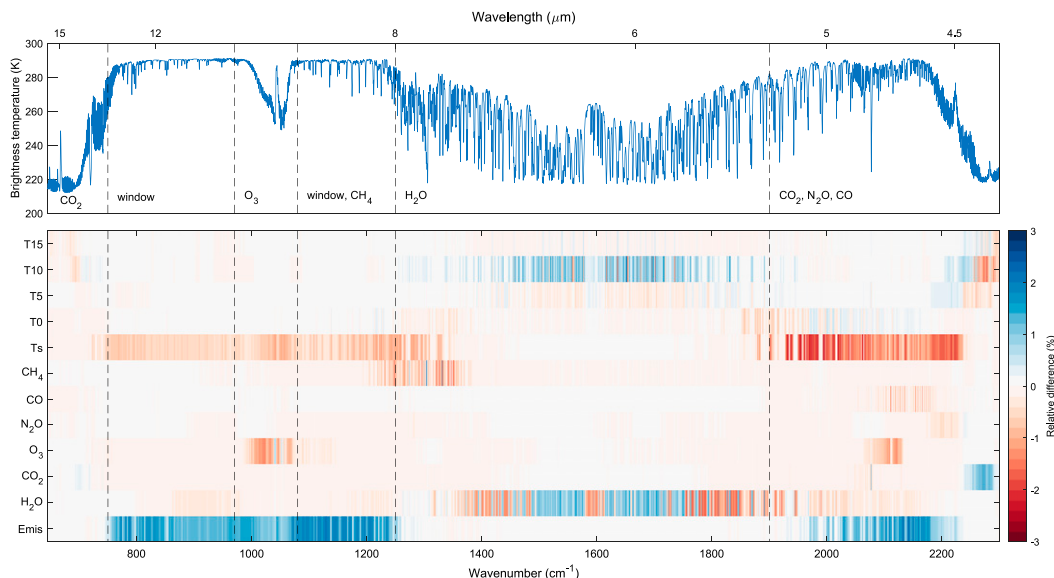 Wavelength (μm)
15 12 10 9 8 6 5 4.5
Brightness temperature (K)
300
280
260
240
220
200
CO2 window O3 window, CH4 H2O CO2, N2O, CO
T15
T10
T5
T0
Ts
CH4
CO
N2O
O3
CO2
H2O
Emis
800 1000 1200 1400 1600 1800 2000 2200
Wavenumber (cm-1)
3
2
1
0
-1
-2
-3
Relative difference (%)